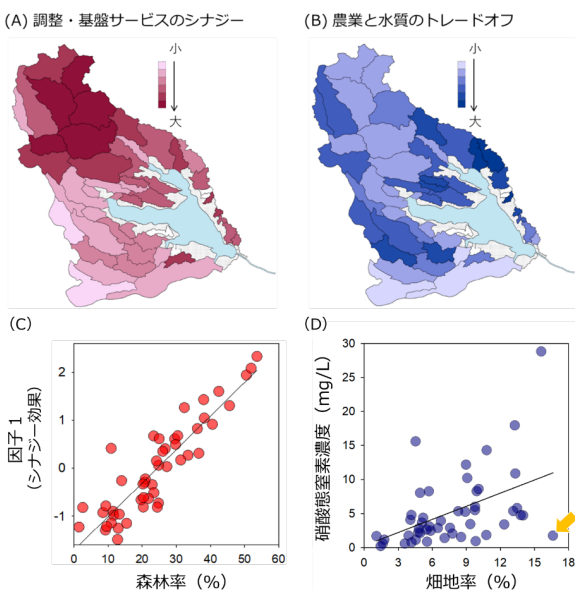 (A) 調整・基盤サービスのシナジー
(B) 農業と水質のトレードオフ
小
大
小
大
(C)
因子１
（シナジー効果）
2
1
0
-1
0
10
20
30
40
50
60
森林率（%）
(D)
硝酸態窒素濃度（mg/L）
30
25
20
15
10
5
0
0
3
6
9
12
15
18
畑地率（%）